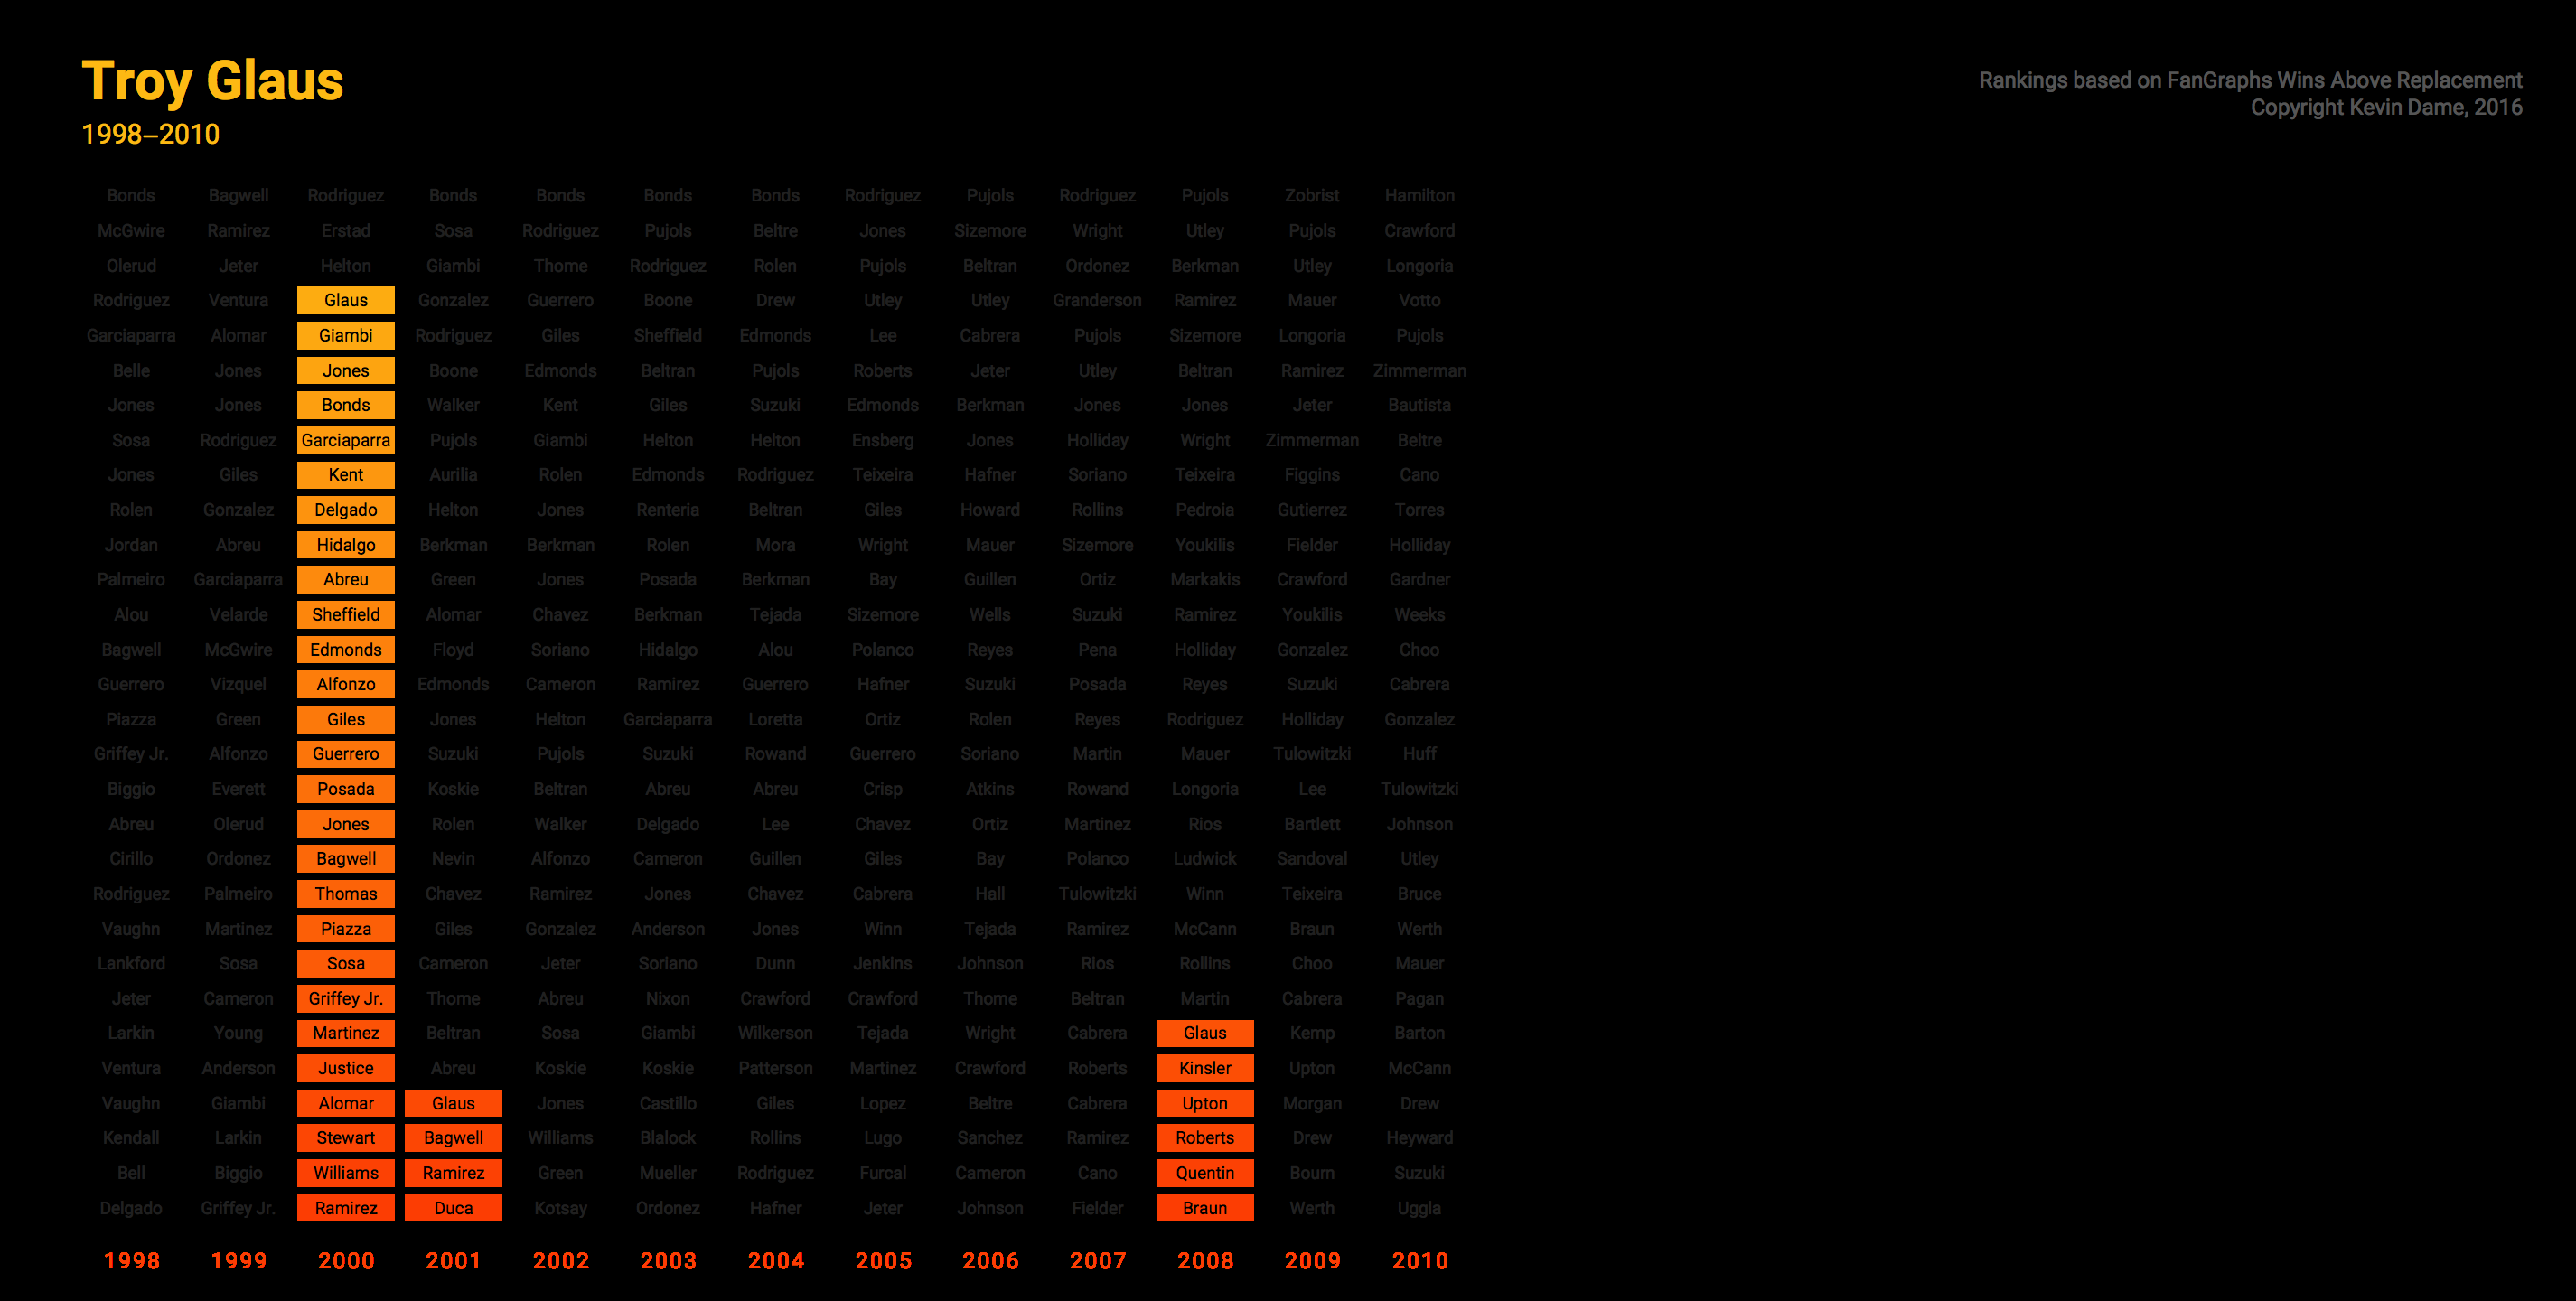 Troy Glaus
1998–2010
Rankings based on FanGraphs Wins Above Replacement
Copyright Kevin Dame, 2016
Bonds Bagwell Rodriguez Bonds Bonds Bonds Bonds Rodriguez Pujols Rodriguez Pujols Zobrist Hamilton
McGwire Ramirez Erstad Sosa Rodriguez Pujols Beltre Jones Sizemore Wright Utley Pujols Crawford
Olerud Jeter Helton Giambi Thome Rodriguez Rolen Pujols Beltran Ordonez Berkman Utley Longoria
Rodriguez Ventura Glaus Gonzalez Guerrero Boone Drew Utley Utley Granderson Ramirez Mauer Votto
Garciaparra Alomar Giambi Rodriguez Giles Sheffield Edmonds Lee Cabrera Pujols Sizemore Longoria Pujols
Belle Jones Jones Boone Edmonds Beltran Pujols Roberts Jeter Utley Beltran Ramirez Zimmerman
Jones Jones Bonds Walker Kent Giles Suzuki Edmonds Berkman Jones Jones Jeter Bautista
Sosa Rodriguez Garciaparra Pujols Giambi Helton Helton Ensberg Jones Holliday Wright Zimmerman Beltre
Jones Giles Kent Aurilia Rolen Edmonds Rodriguez Teixeira Hafner Soriano Teixeira Figgins Cano
Rolen Gonzalez Delgado Helton Jones Renteria Beltran Giles Howard Rollins Pedroia Gutierrez Torres
Jordan Abreu Hidalgo Berkman Berkman Rolen Mora Wright Mauer Sizemore Youkilis Fielder Holliday
Palmeiro Garciaparra Abreu Green Jones Posada Berkman Bay Guillen Ortiz Markakis Crawford Gardner
Alou Velarde Sheffield Alomar Chavez Berkman Tejada Sizemore Wells Suzuki Ramirez Youkilis Weeks
Bagwell McGwire Edmonds Floyd Soriano Hidalgo Alou Polanco Reyes Pena Holliday Gonzalez Choo
Guerrero Vizquel Alfonzo Edmonds Cameron Ramirez Guerrero Hafner Suzuki Posada Reyes Suzuki Cabrera
Piazza Green Giles Jones Helton Garciaparra Loretta Ortiz Rolen Reyes Rodriguez Holliday Gonzalez
Griffey Jr. Alfonzo Guerrero Suzuki Pujols Suzuki Rowand Guerrero Soriano Martin Mauer Tulowitzki Huff
Biggio Everett Posada Koskie Beltran Abreu Abreu Crisp Atkins Rowand Longoria Lee Tulowitzki
Abreu Olerud Jones Rolen Walker Delgado Lee Chavez Ortiz Martinez Rios Bartlett Johnson
Cirillo Ordonez Bagwell Nevin Alfonzo Cameron Guillen Giles Bay Polanco Ludwick Sandoval Utley
Rodriguez Palmeiro Thomas Chavez Ramirez Jones Chavez Cabrera Hall Tulowitzki Winn Teixeira Bruce
Vaughn Martinez Piazza Giles Gonzalez Anderson Jones Winn Tejada Ramirez McCann Braun Werth
Lankford Sosa Sosa Cameron Jeter Soriano Dunn Jenkins Johnson Rios Rollins Choo Mauer
Jeter Cameron Griffey Jr. Thome Abreu Nixon Crawford Crawford Thome Beltran Martin Cabrera Pagan
Larkin Young Martinez Beltran Sosa Giambi Wilkerson Tejada Wright Cabrera Glaus Kemp Barton
Ventura Anderson Justice Abreu Koskie Koskie Patterson Martinez Crawford Roberts Kinsler Upton McCann
Vaughn Giambi Alomar Glaus Jones Castillo Giles Lopez Beltre Cabrera Upton Morgan Drew
Kendall Larkin Stewart Bagwell Williams Blalock Rollins Lugo Sanchez Ramirez Roberts Drew Heyward
Bell Biggio Williams Ramirez Green Mueller Rodriguez Furcal Cameron Cano Quentin Bourn Suzuki
Delgado Griffey Jr. Ramirez Duca Kotsay Ordonez Hafner Jeter Johnson Fielder Braun Werth Uggla
1998 1999 2000 2001 2002 2003 2004 2005 2006 2007 2008 2009 2010